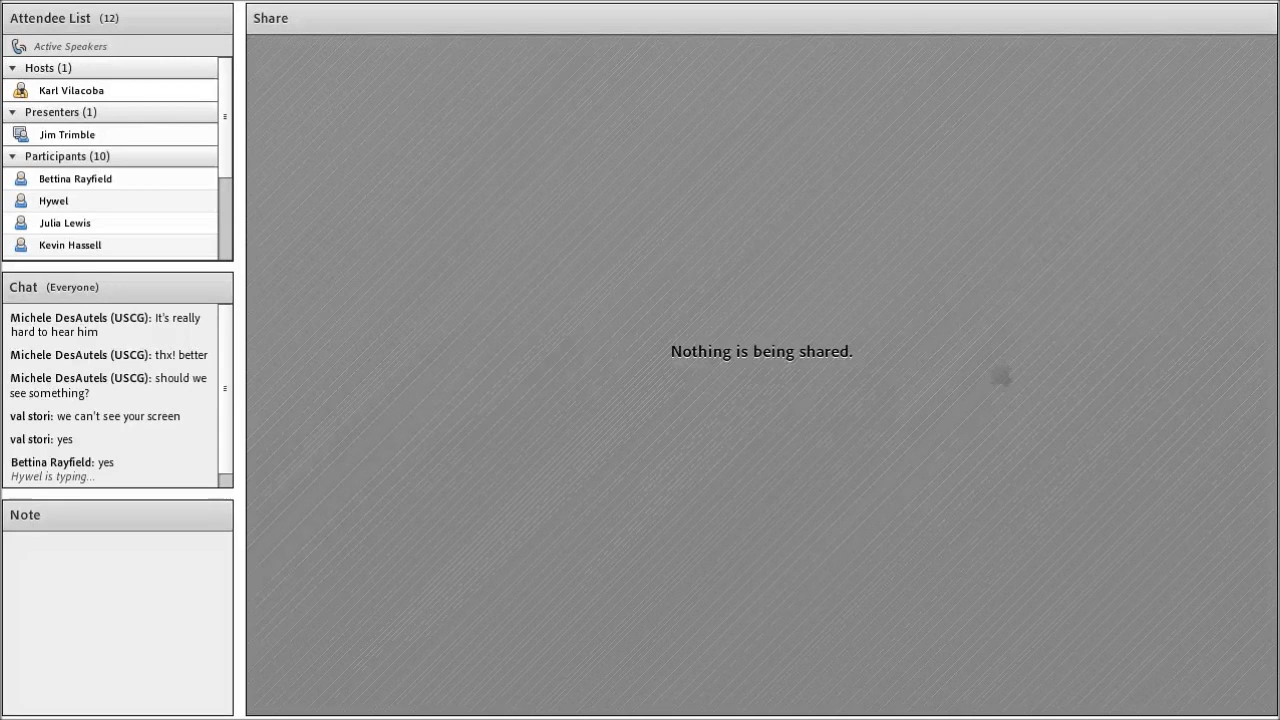 Attendee List (12)
Active Speakers
Hosts (1)
Karl Vilacoba
Presenters (1)
Jim Trimble
Participants (10)
Bettina Rayfield
Hywel
Julia Lewis
Kevin Hassell
Chat (Everyone)
Michele DesAutels (USCG): It's really
hard to hear him
Michele DesAutels (USCG): thx! better
Michele DesAutels (USCG): should we
see something?
val stori: we can't see your screen
val stori: yes
Bettina Rayfield: yes
Hywel is typing...
Note
Share
Nothing is being shared.